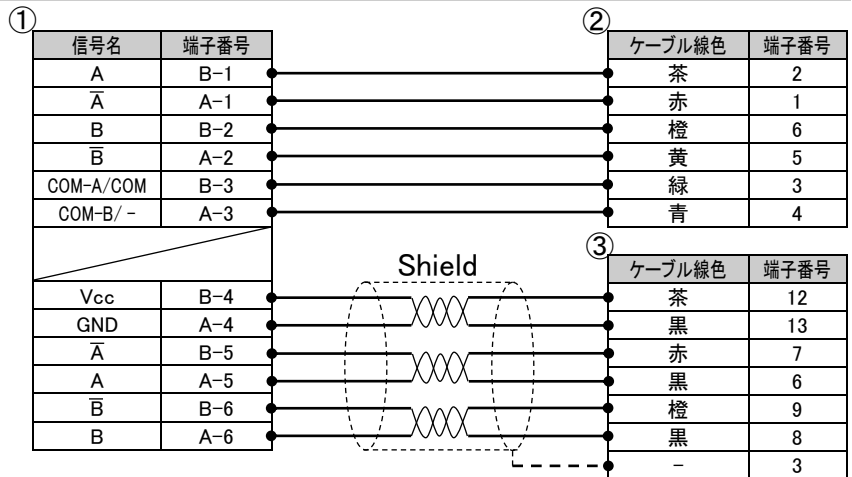 ① ②
信号名 端子番号 ケーブル線色 端子番号
A B-1 茶 2
A̅ A-1 赤 1
B B-2 橙 6
B̅ A-2 黄 5
COM-A/COM B-3 緑 3
COM-B/- A-3 青 4
Shield ③
ケーブル線色 端子番号
Vcc B-4 茶 12
GND A-4 黒 13
A̅ B-5 赤 7
A A-5 黒 6
B̅ B-6 橙 9
B A-6 黒 8
- 3